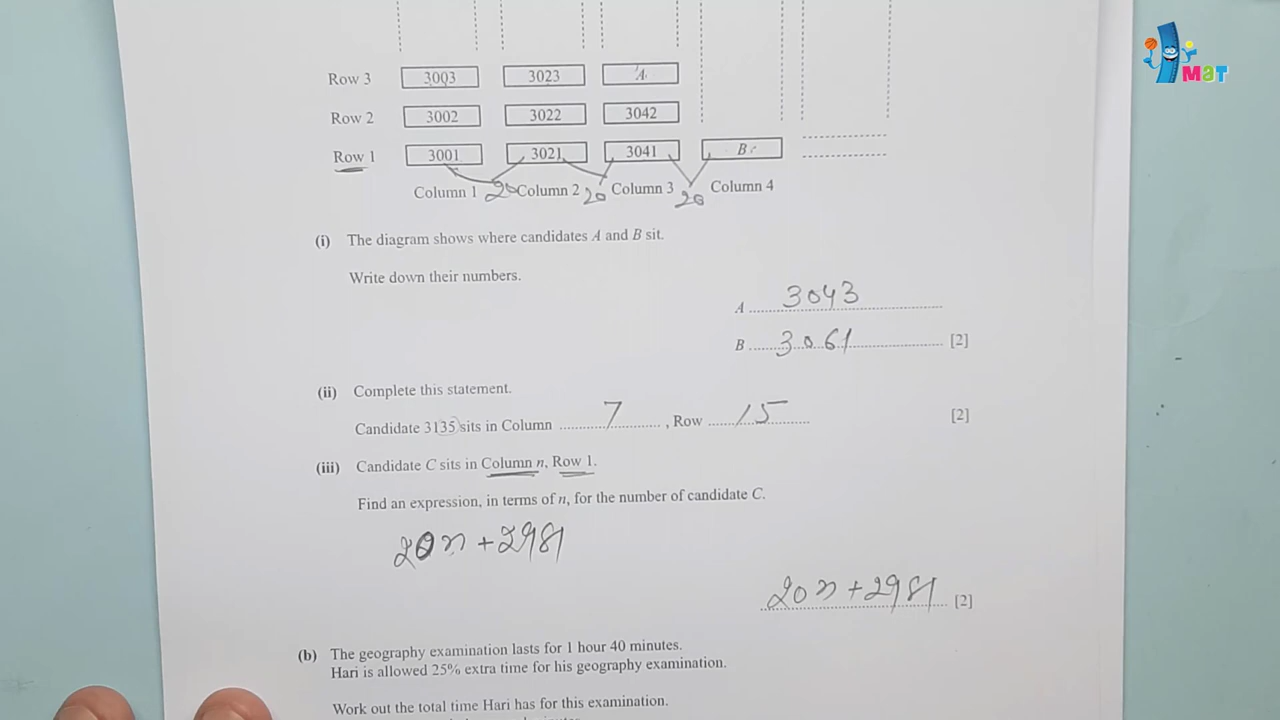 MAT
Row 3 3003 3023 A
Row 2 3002 3022 3042
Row 1 3001 3021 3041 B
Column 1 20 Column 2 20 Column 3 20 Column 4
(i) The diagram shows where candidates A and B sit.
Write down their numbers.
A 3043
B 3061 [2]
(ii) Complete this statement.
Candidate 3135 sits in Column 7, Row 15 [2]
(iii) Candidate C sits in Column n, Row 1.
Find an expression, in terms of n, for the number of candidate C.
20n + 2981
20n + 2981 [2]
(b) The geography examination lasts for 1 hour 40 minutes.
Hari is allowed 25% extra time for his geography examination.
Work out the total time Hari has for this examination.